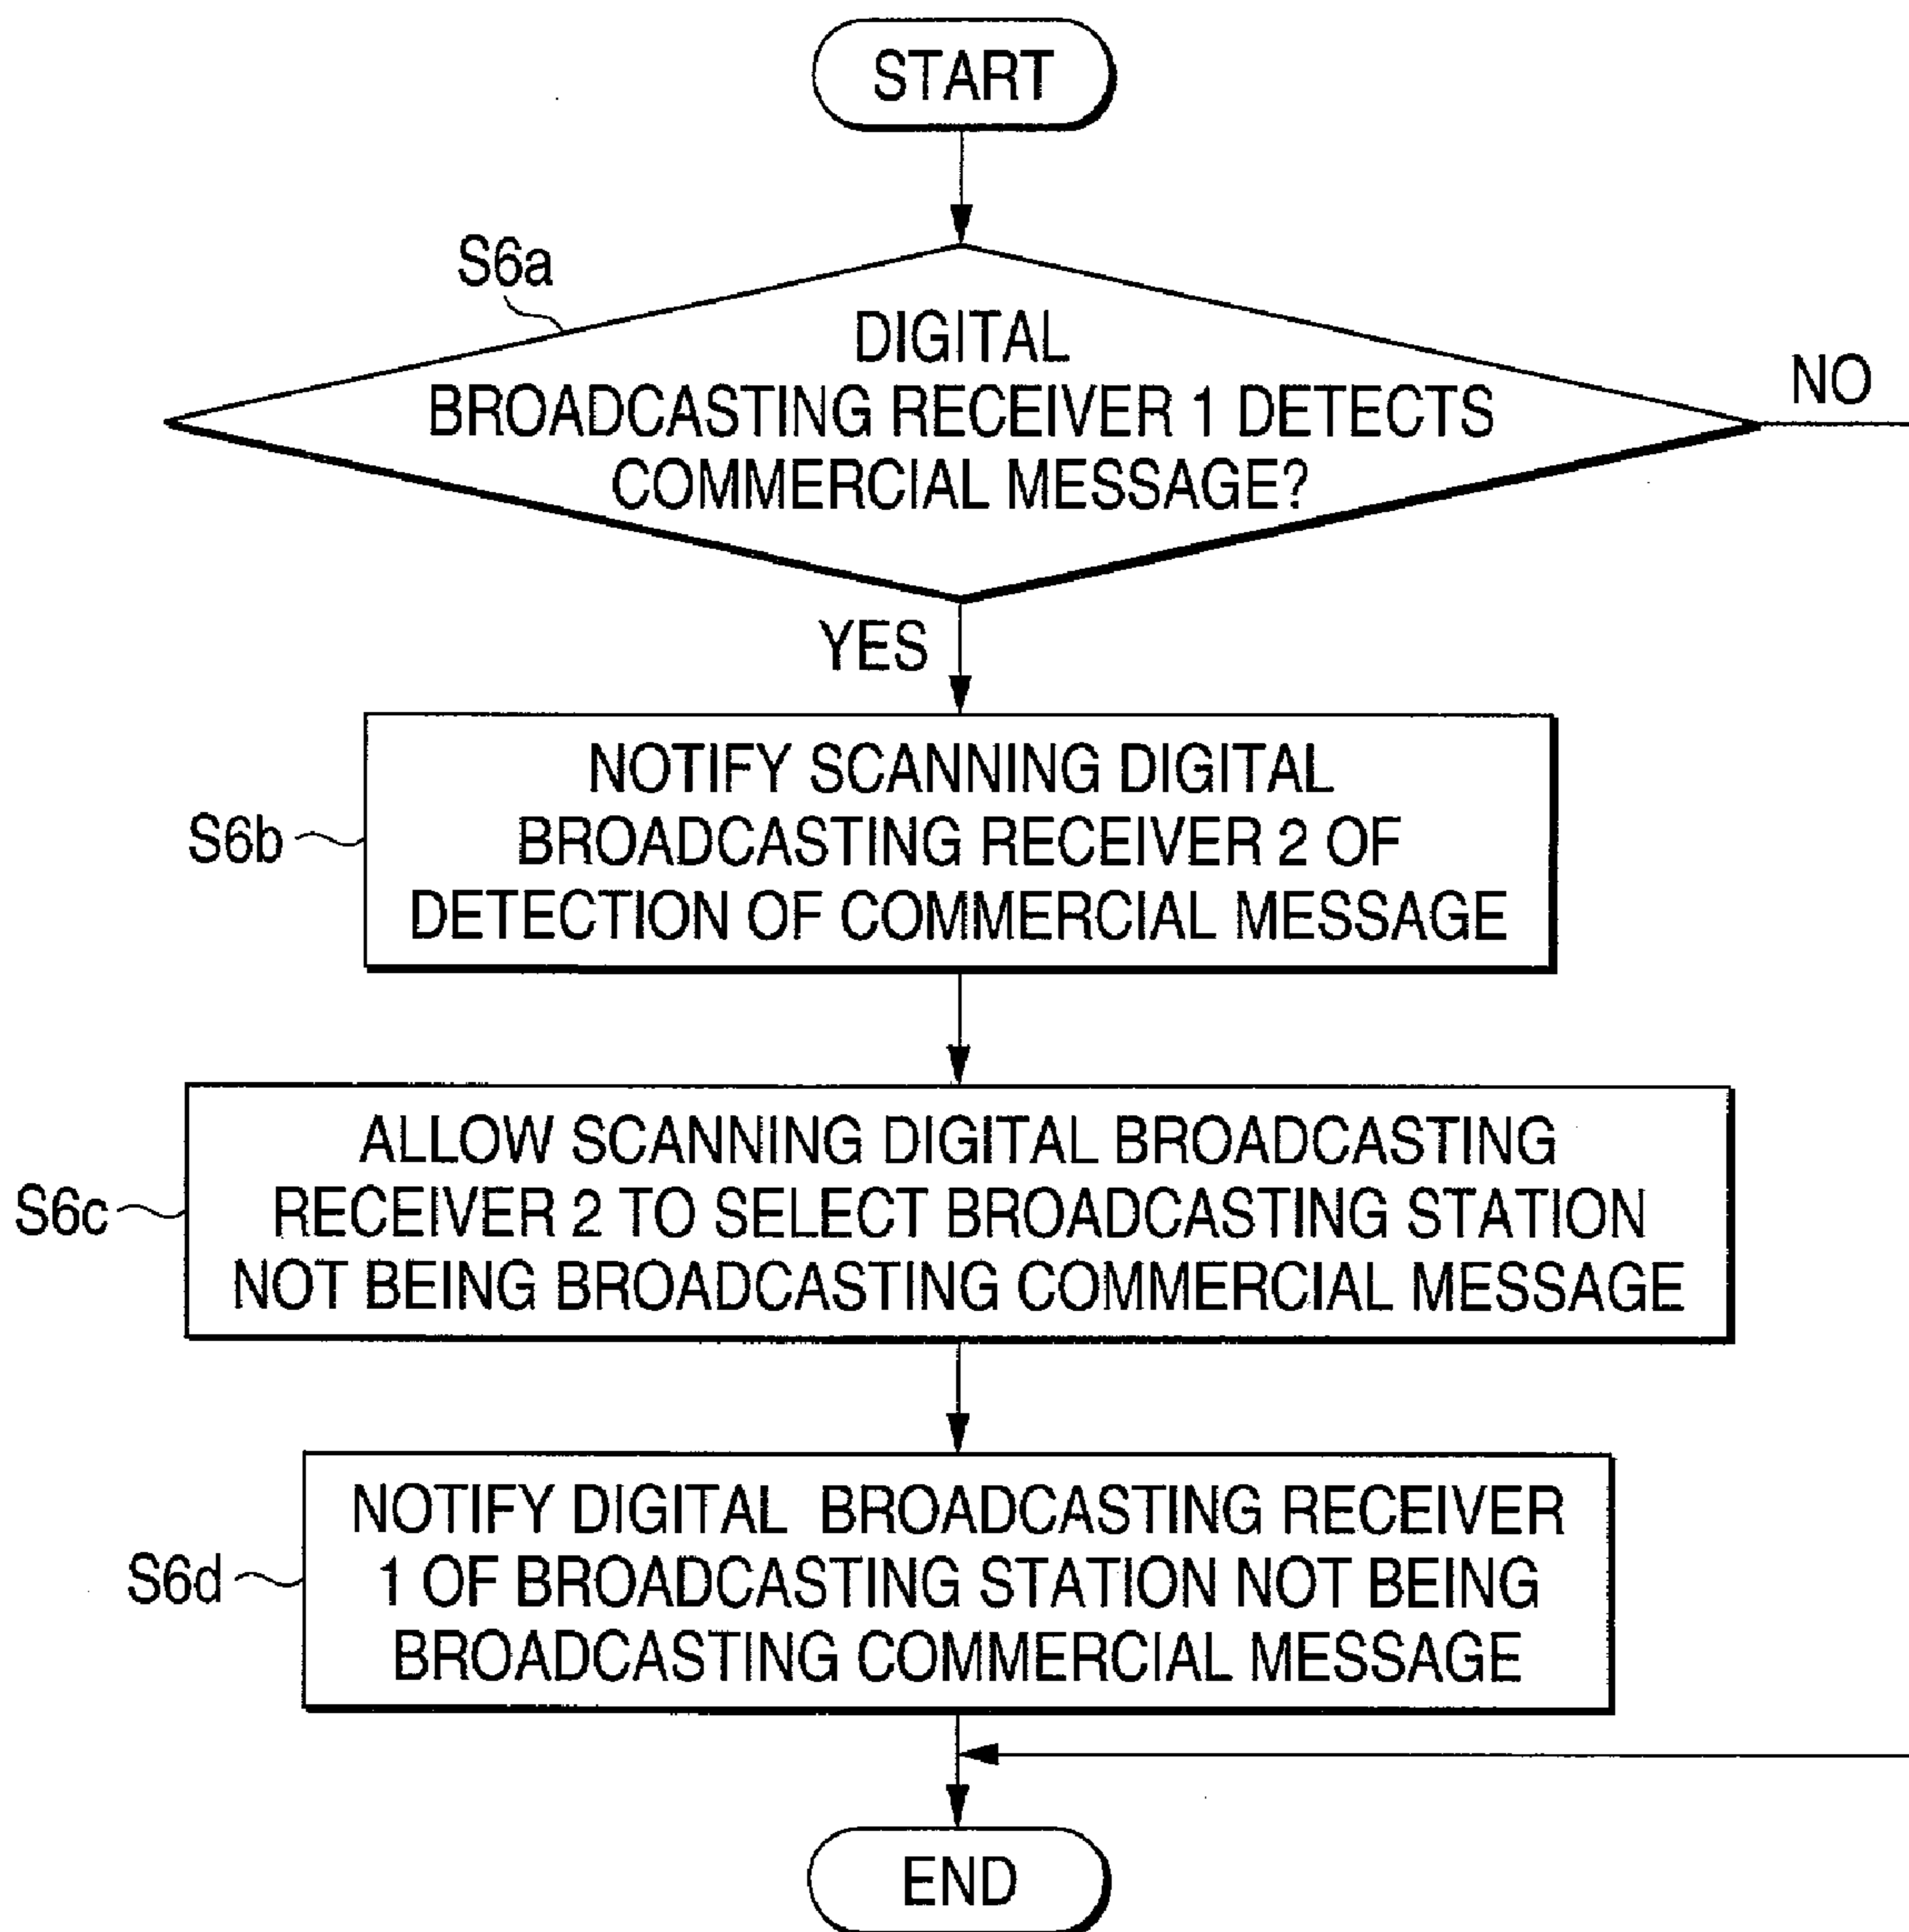 START
S6a
DIGITAL
BROADCASTING RECEIVER 1 DETECTS
COMMERCIAL MESSAGE?
NO
YES
S6b
NOTIFY SCANNING DIGITAL
BROADCASTING RECEIVER 2 OF
DETECTION OF COMMERCIAL MESSAGE
S6c
ALLOW SCANNING DIGITAL BROADCASTING
RECEIVER 2 TO SELECT BROADCASTING STATION
NOT BEING BROADCASTING COMMERCIAL MESSAGE
S6d
NOTIFY DIGITAL BROADCASTING RECEIVER
1 OF BROADCASTING STATION NOT BEING
BROADCASTING COMMERCIAL MESSAGE
END